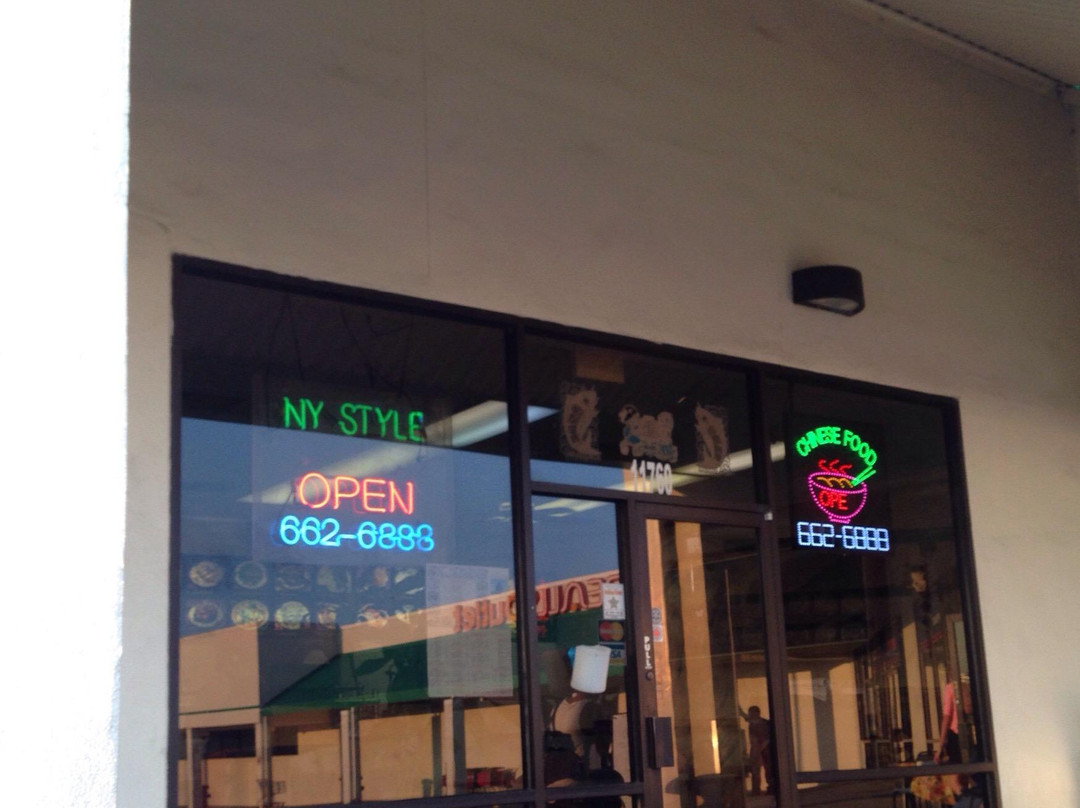 NY STYLE
OPEN
662-6888
11760
PULL
CHINESE FOOD
OPE
662-6888